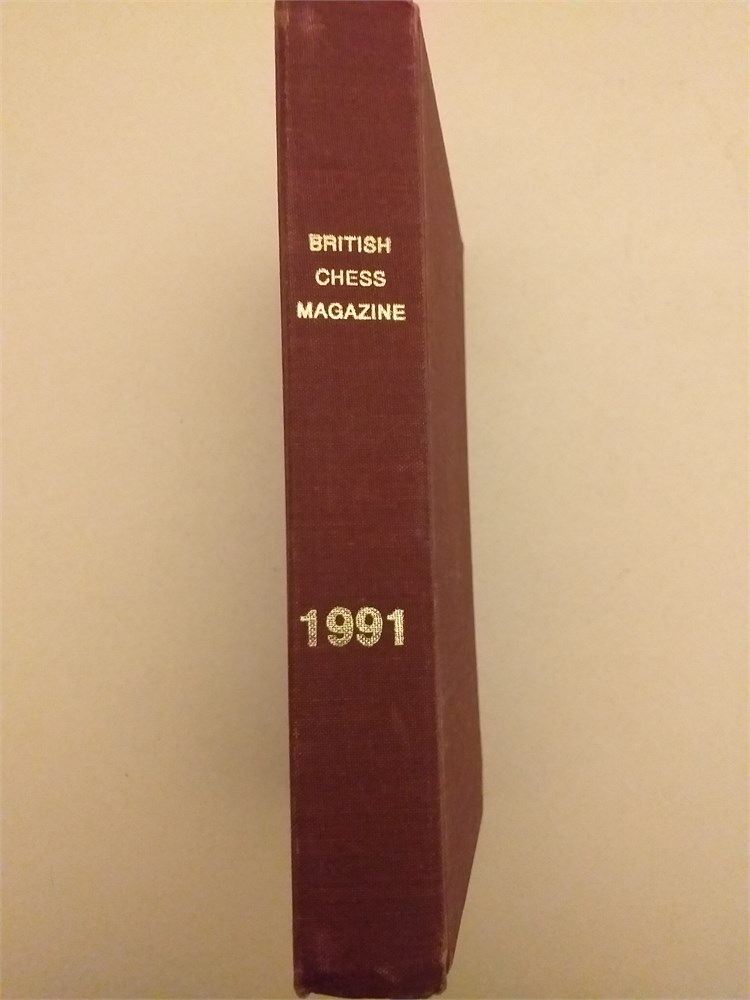 BRITISH
CHESS
MAGAZINE
1991